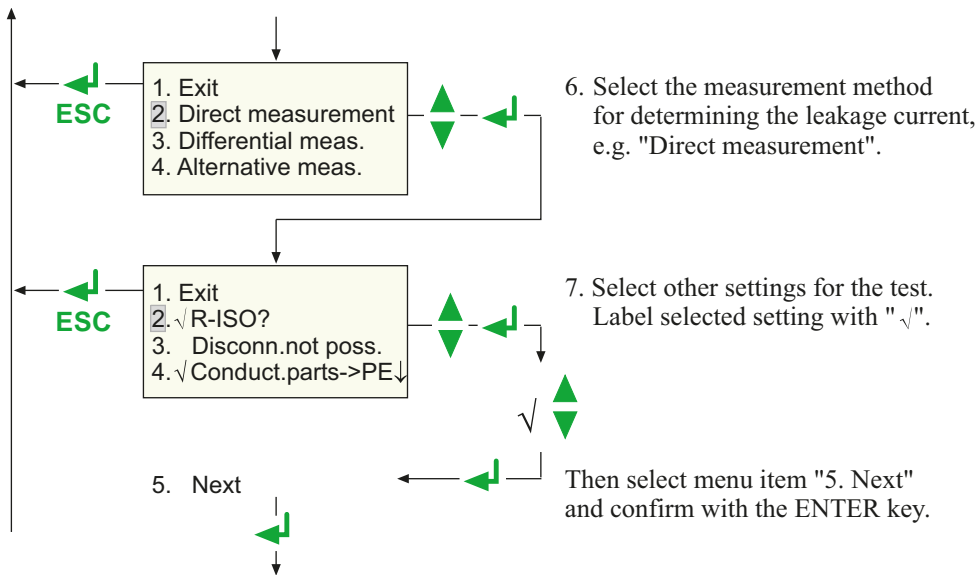 1. Exit
2. Direct measurement
3. Differential meas.
4. Alternative meas.
ESC
6. Select the measurement method
for determining the leakage current,
e.g. "Direct measurement".
1. Exit
2.√R-ISO?
3. Disconn.not poss.
4.√Conduct.parts->PE↓
ESC
7. Select other settings for the test.
Label selected setting with "√".
√
5. Next
Then select menu item "5. Next"
and confirm with the ENTER key.